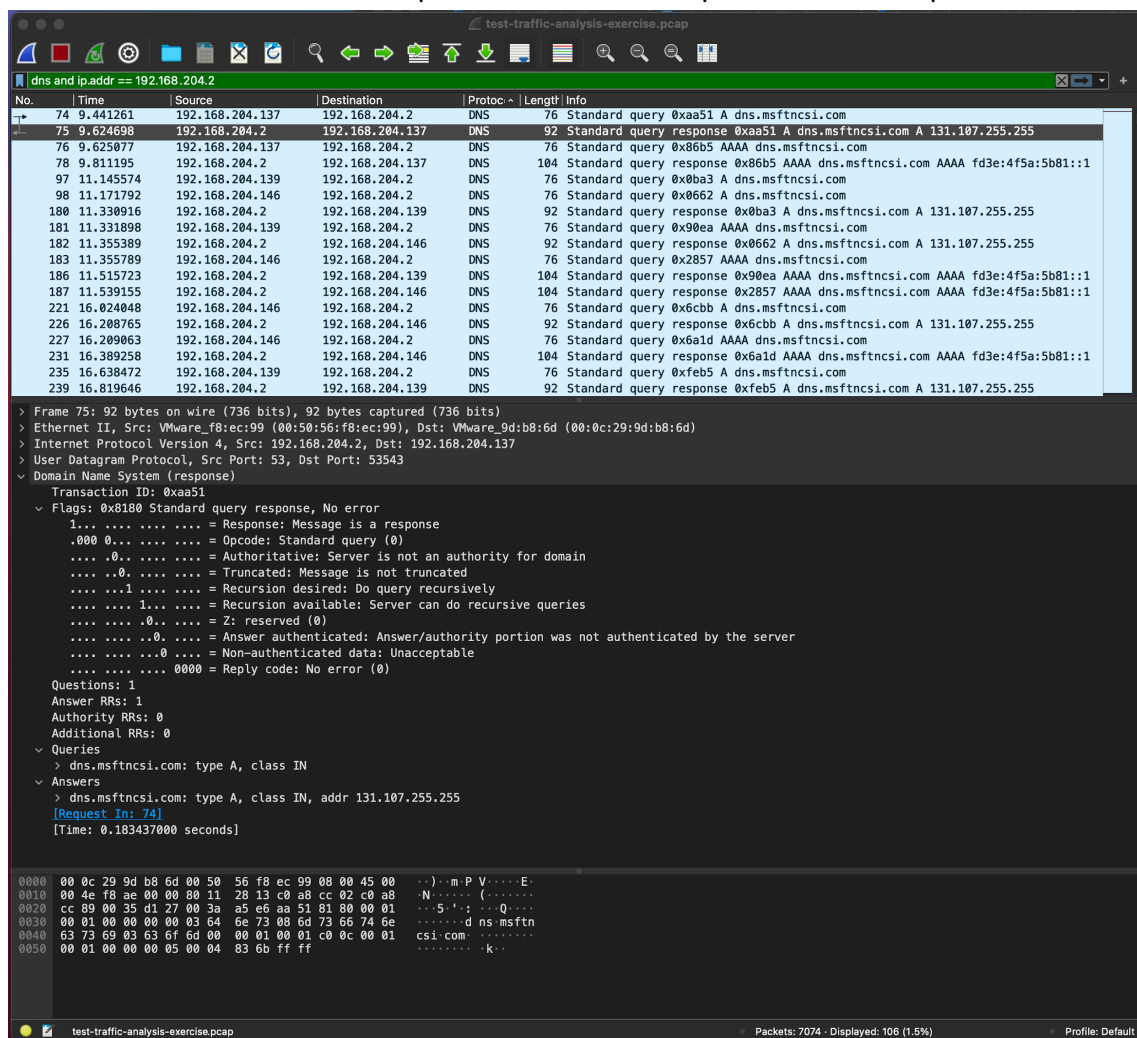 test-traffic-analysis-exercise.pcap
dns and ip.addr == 192.168.204.2
No. Time Source Destination Protoc Length Info
74 9.441261 192.168.204.137 192.168.204.2 DNS 76 Standard query 0xaa51 A dns.msftncsi.com
75 9.624698 192.168.204.2 192.168.204.137 DNS 92 Standard query response 0xaa51 A dns.msftncsi.com A 131.107.255.255
76 9.625077 192.168.204.137 192.168.204.2 DNS 76 Standard query 0x86b5 AAAA dns.msftncsi.com
78 9.811195 192.168.204.2 192.168.204.137 DNS 104 Standard query response 0x86b5 AAAA dns.msftncsi.com AAAA fd3e:4f5a:5b81::1
97 11.145574 192.168.204.139 192.168.204.2 DNS 76 Standard query 0x0ba3 A dns.msftncsi.com
98 11.171792 192.168.204.146 192.168.204.2 DNS 76 Standard query 0x0662 A dns.msftncsi.com
180 11.330916 192.168.204.2 192.168.204.139 DNS 92 Standard query response 0x0ba3 A dns.msftncsi.com A 131.107.255.255
181 11.331898 192.168.204.139 192.168.204.2 DNS 76 Standard query 0x90ea AAAA dns.msftncsi.com
182 11.355389 192.168.204.2 192.168.204.146 DNS 92 Standard query response 0x0662 A dns.msftncsi.com A 131.107.255.255
183 11.355789 192.168.204.146 192.168.204.2 DNS 76 Standard query 0x2857 AAAA dns.msftncsi.com
186 11.515723 192.168.204.2 192.168.204.139 DNS 104 Standard query response 0x90ea AAAA dns.msftncsi.com AAAA fd3e:4f5a:5b81::1
187 11.539155 192.168.204.2 192.168.204.146 DNS 104 Standard query response 0x2857 AAAA dns.msftncsi.com AAAA fd3e:4f5a:5b81::1
221 16.024048 192.168.204.146 192.168.204.2 DNS 76 Standard query 0x6cbb A dns.msftncsi.com
226 16.208765 192.168.204.2 192.168.204.146 DNS 92 Standard query response 0x6cbb A dns.msftncsi.com A 131.107.255.255
227 16.209063 192.168.204.146 192.168.204.2 DNS 76 Standard query 0x6a1d AAAA dns.msftncsi.com
231 16.389258 192.168.204.2 192.168.204.146 DNS 104 Standard query response 0x6a1d AAAA dns.msftncsi.com AAAA fd3e:4f5a:5b81::1
235 16.638472 192.168.204.139 192.168.204.2 DNS 76 Standard query 0xfeb5 A dns.msftncsi.com
239 16.819646 192.168.204.2 192.168.204.139 DNS 92 Standard query response 0xfeb5 A dns.msftncsi.com A 131.107.255.255
> Frame 75: 92 bytes on wire (736 bits), 92 bytes captured (736 bits)
> Ethernet II, Src: VMware_f8:ec:99 (00:50:56:f8:ec:99), Dst: VMware_9d:b8:6d (00:0c:29:9d:b8:6d)
> Internet Protocol Version 4, Src: 192.168.204.2, Dst: 192.168.204.137
> User Datagram Protocol, Src Port: 53, Dst Port: 53543
Domain Name System (response)
Transaction ID: 0xaa51
Flags: 0x8180 Standard query response, No error
1... .... .... .... = Response: Message is a response
.000 0... .... .... = Opcode: Standard query (0)
.... .0.. .... .... = Authoritative: Server is not an authority for domain
.... ..0. .... .... = Truncated: Message is not truncated
.... ...1 .... .... = Recursion desired: Do query recursively
.... .... 1... .... = Recursion available: Server can do recursive queries
.... .... .0.. .... = Z: reserved (0)
.... .... ..0. .... = Answer authenticated: Answer/authority portion was not authenticated by the server
.... .... ...0 .... = Non-authenticated data: Unacceptable
.... .... .... 0000 = Reply code: No error (0)
Questions: 1
Answer RRs: 1
Authority RRs: 0
Additional RRs: 0
Queries
> dns.msftncsi.com: type A, class IN
Answers
> dns.msftncsi.com: type A, class IN, addr 131.107.255.255
[Request In: 74]
[Time: 0.183437000 seconds]
0000 00 0c 29 9d b8 6d 00 50 56 f8 ec 99 08 00 45 00 ··)··m·P V·····E·
0010 00 4e f8 ae 00 00 80 11 28 13 c0 a8 cc 02 c0 a8 ·N······ (·······
0020 cc 89 00 35 d1 27 00 3a a5 e6 aa 51 81 80 00 01 ···5·'·: ···Q····
0030 00 01 00 00 00 00 03 64 6e 73 08 6d 73 66 74 6e ·······d ns·msftn
0040 63 73 69 03 63 6f 6d 00 00 01 00 01 c0 0c 00 01 csi·com· ········
0050 00 01 00 00 00 05 00 04 83 6b ff ff ········ ·k··
test-traffic-analysis-exercise.pcap
Packets: 7074 · Displayed: 106 (1.5%)
Profile: Default